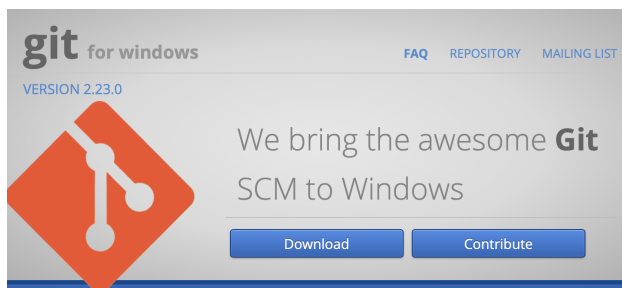 git for windows
FAQ REPOSITORY MAILING LIST
VERSION 2.23.0
We bring the awesome Git
SCM to Windows
Download Contribute